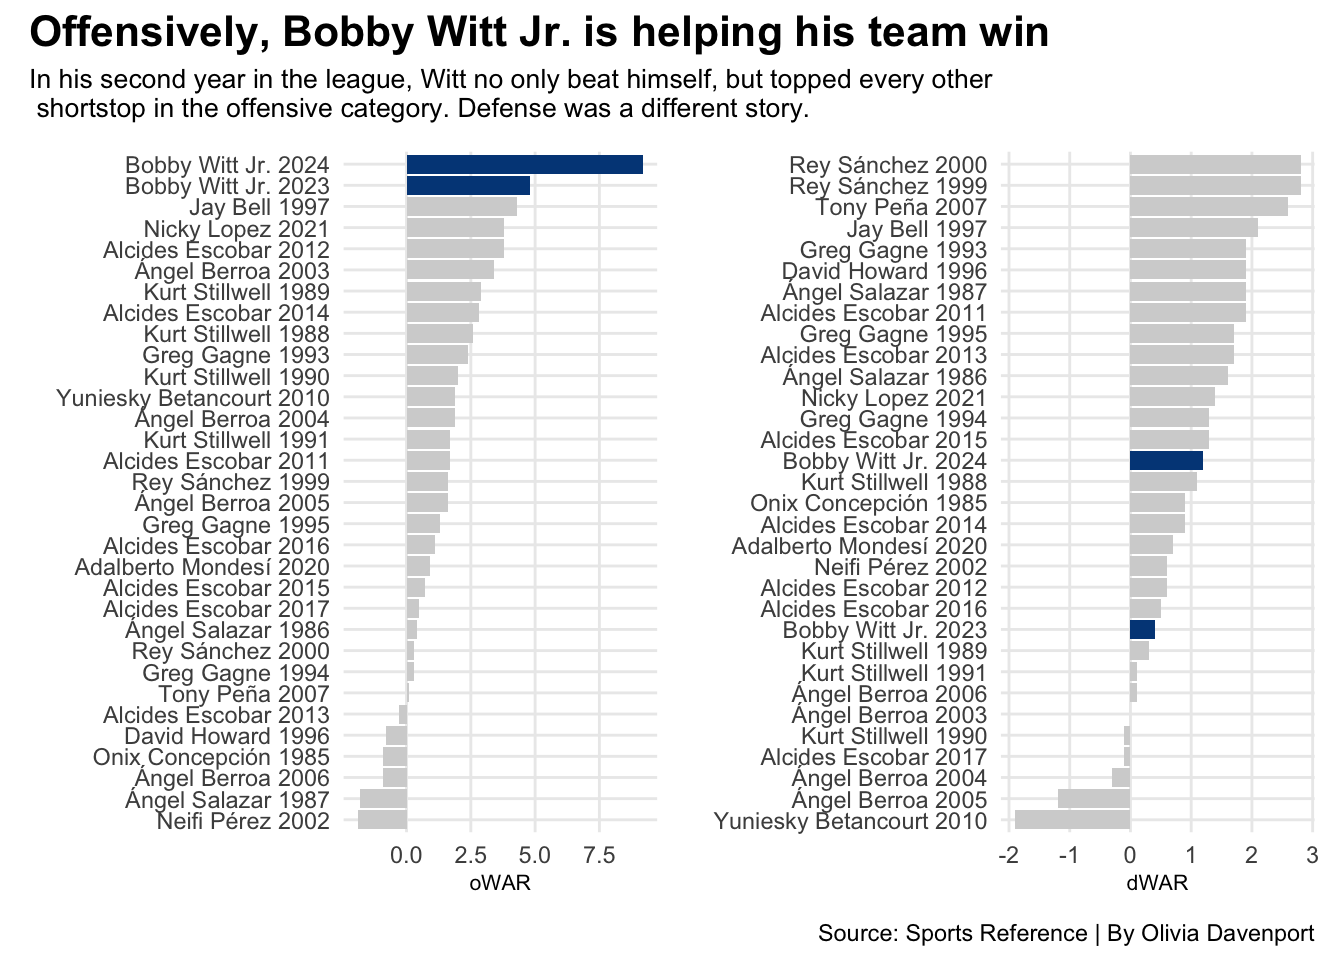 Offensively, Bobby Witt Jr. is helping his team win
In his second year in the league, Witt no only beat himself, but topped every other
shortstop in the offensive category. Defense was a different story.
Bobby Witt Jr. 2024
Bobby Witt Jr. 2023
Jay Bell 1997
Nicky Lopez 2021
Alcides Escobar 2012
Ángel Berroa 2003
Kurt Stillwell 1989
Alcides Escobar 2014
Kurt Stillwell 1988
Greg Gagne 1993
Kurt Stillwell 1990
Yuniesky Betancourt 2010
Ángel Berroa 2004
Kurt Stillwell 1991
Alcides Escobar 2011
Rey Sánchez 1999
Ángel Berroa 2005
Greg Gagne 1995
Alcides Escobar 2016
Adalberto Mondesí 2020
Alcides Escobar 2015
Alcides Escobar 2017
Ángel Salazar 1986
Rey Sánchez 2000
Greg Gagne 1994
Tony Peña 2007
Alcides Escobar 2013
David Howard 1996
Onix Concepción 1985
Ángel Berroa 2006
Ángel Salazar 1987
Neifi Pérez 2002
0.0 2.5 5.0 7.5
oWAR
Rey Sánchez 2000
Rey Sánchez 1999
Tony Peña 2007
Jay Bell 1997
Greg Gagne 1993
David Howard 1996
Ángel Salazar 1987
Alcides Escobar 2011
Greg Gagne 1995
Alcides Escobar 2013
Ángel Salazar 1986
Nicky Lopez 2021
Greg Gagne 1994
Alcides Escobar 2015
Bobby Witt Jr. 2024
Kurt Stillwell 1988
Onix Concepción 1985
Alcides Escobar 2014
Adalberto Mondesí 2020
Neifi Pérez 2002
Alcides Escobar 2012
Alcides Escobar 2016
Bobby Witt Jr. 2023
Kurt Stillwell 1989
Kurt Stillwell 1991
Ángel Berroa 2006
Ángel Berroa 2003
Kurt Stillwell 1990
Alcides Escobar 2017
Ángel Berroa 2004
Ángel Berroa 2005
Yuniesky Betancourt 2010
-2 -1 0 1 2 3
dWAR
Source: Sports Reference | By Olivia Davenport